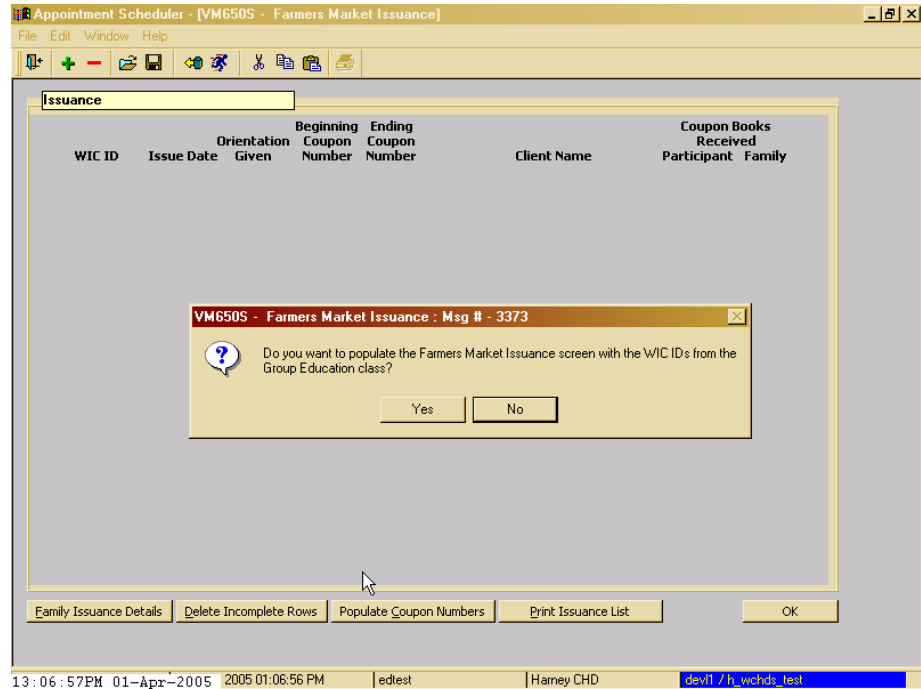 Appointment Scheduler - [VM650S - Farmers Market Issuance]
File Edit Window Help
Issuance
Beginning Ending Coupon Books
Orientation Coupon Coupon Received
WIC ID Issue Date Given Number Number Client Name Participant Family
VM650S - Farmers Market Issuance : Msg # - 3373
Do you want to populate the Farmers Market Issuance screen with the WIC IDs from the
Group Education class?
Yes No
Family Issuance Details Delete Incomplete Rows Populate Coupon Numbers Print Issuance List OK
13:06:57PM 01-Apr-2005 2005 01:06:56 PM edtest Harney CHD devl1 / h_wchds_test